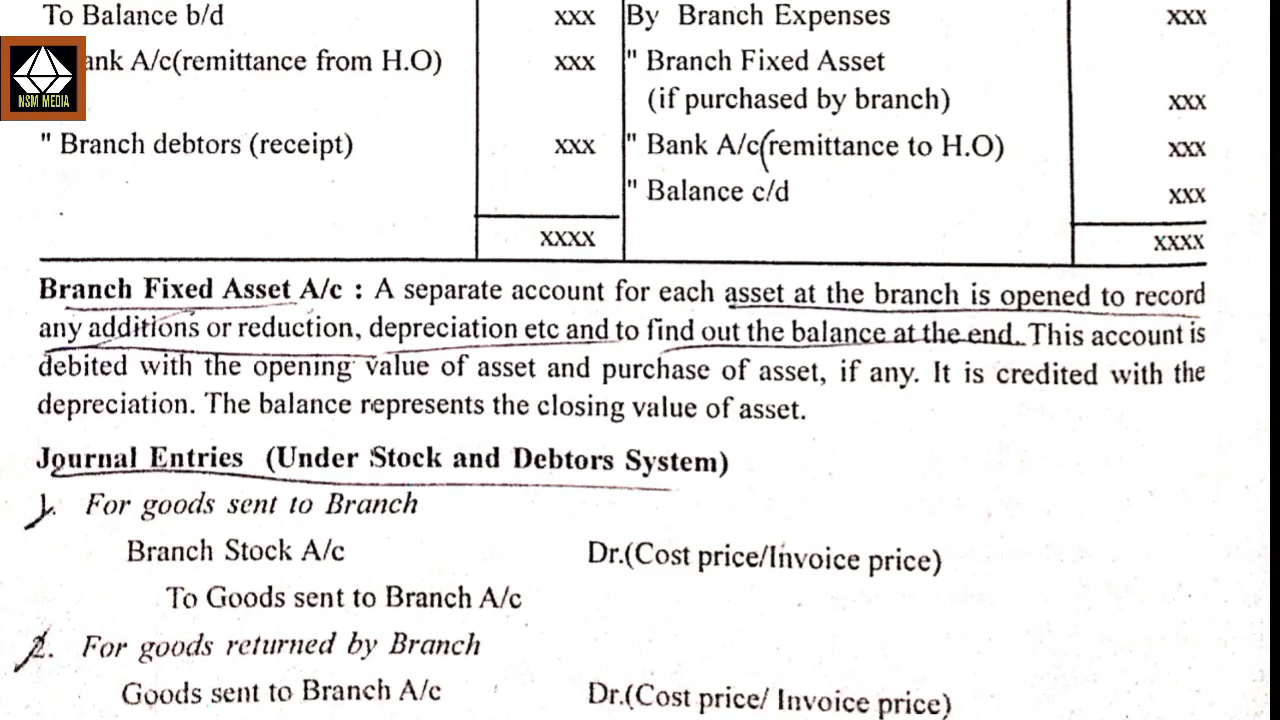 To Balance b/d xxx By Branch Expenses xxx
ank A/c(remittance from H.O) xxx " Branch Fixed Asset
(if purchased by branch) xxx
" Branch debtors (receipt) xxx " Bank A/c(remittance to H.O) xxx
" Balance c/d xxx
xxxx xxxx
NSM MEDIA
Branch Fixed Asset A/c : A separate account for each asset at the branch is opened to record
any additions or reduction, depreciation etc and to find out the balance at the end. This account is
debited with the opening value of asset and purchase of asset, if any. It is credited with the
depreciation. The balance represents the closing value of asset.
Journal Entries (Under Stock and Debtors System)
1. For goods sent to Branch
Branch Stock A/c Dr.(Cost price/Invoice price)
To Goods sent to Branch A/c
2. For goods returned by Branch
Goods sent to Branch A/c Dr.(Cost price/ Invoice price)